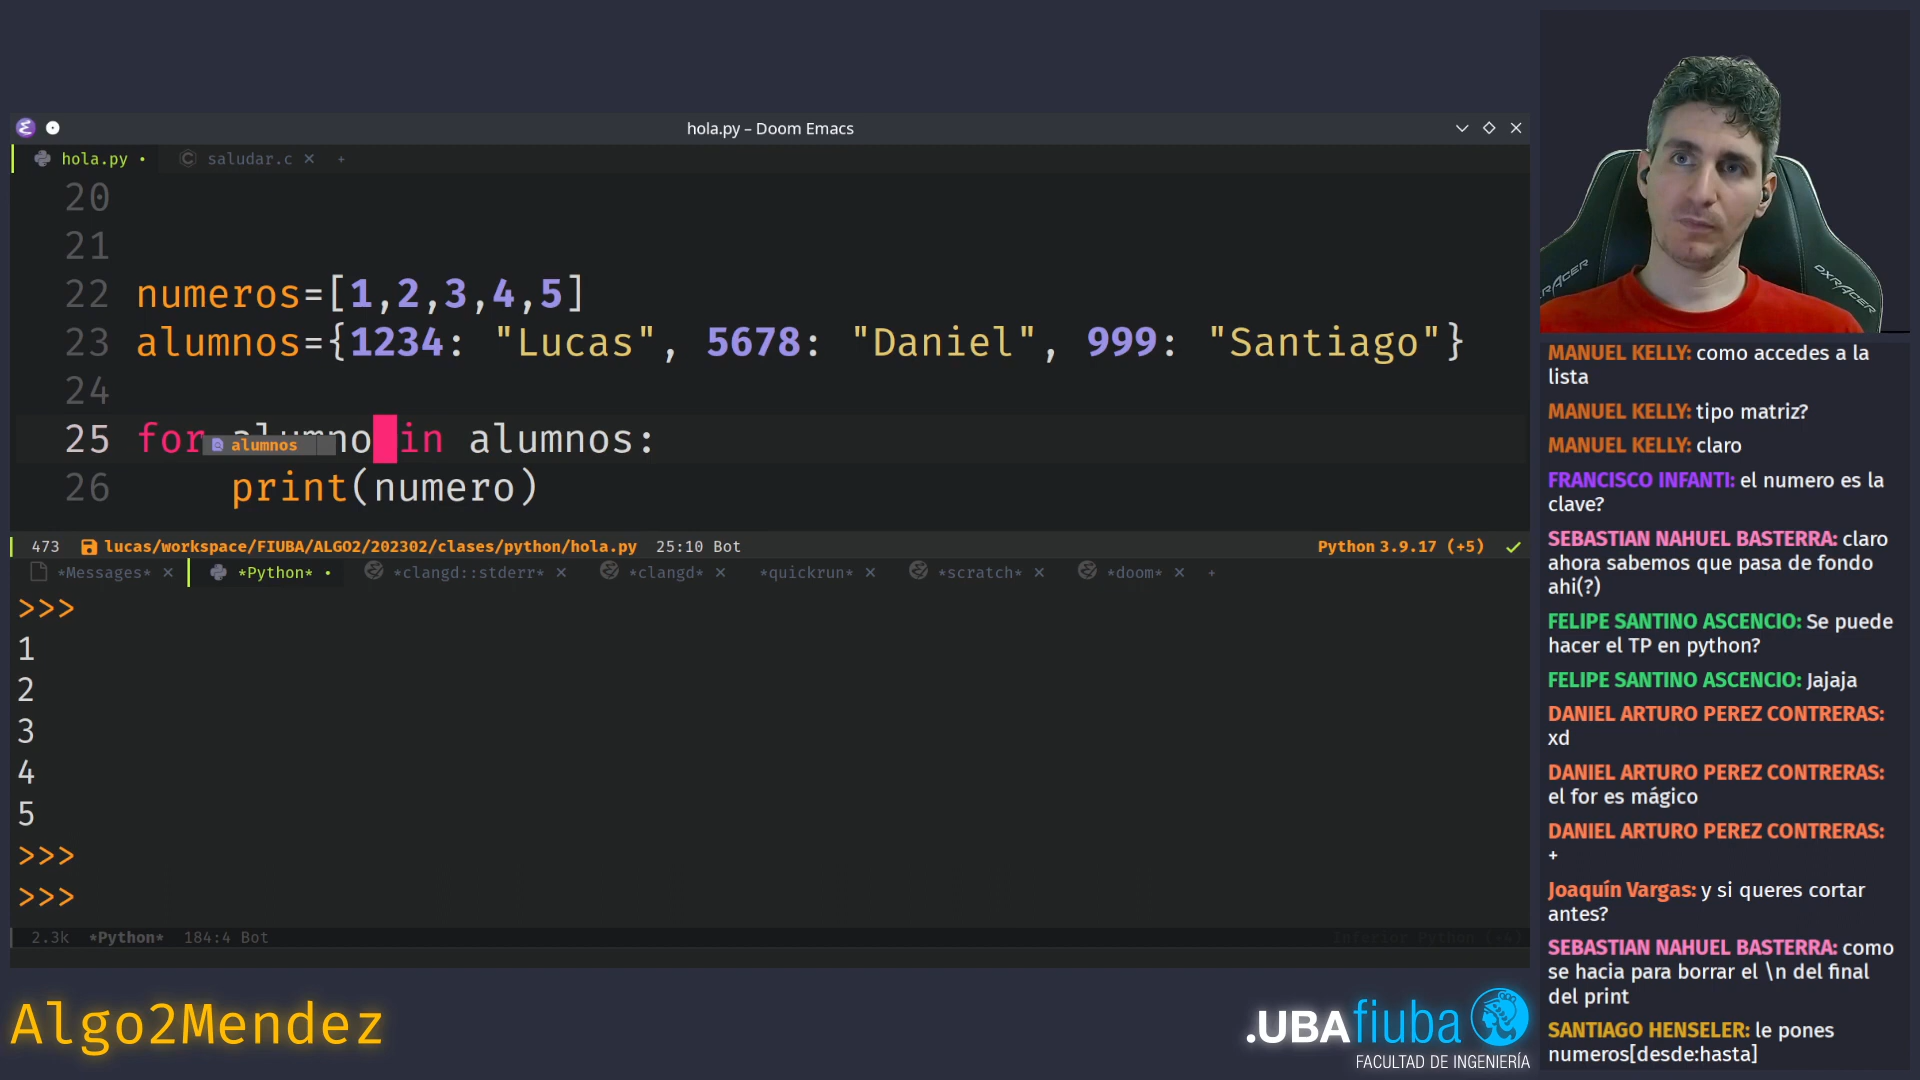 hola.py – Doom Emacs
hola.py •
saludar.c × +
20
21
22 numeros=[1,2,3,4,5]
23 alumnos={1234: "Lucas", 5678: "Daniel", 999: "Santiago"}
24
25 for alumno in alumnos:
alumnos
26 print(numero)
473 lucas/workspace/FIUBA/ALGO2/202302/clases/python/hola.py 25:10 Bot Python 3.9.17 (+5) ✓
*Messages* × *Python* • *clangd::stderr* × *clangd* × *quickrun* × *scratch* × *doom* × +
>>>
1
2
3
4
5
>>>
>>>
2.3k *Python* 184:4 Bot Inferior Python (+4)
Algo2Mendez
.UBAfiuba
FACULTAD DE INGENIERÍA
DXRACER
MANUEL KELLY: como accedes a la
lista
MANUEL KELLY: tipo matriz?
MANUEL KELLY: claro
FRANCISCO INFANTI: el numero es la
clave?
SEBASTIAN NAHUEL BASTERRA: claro
ahora sabemos que pasa de fondo
ahi(?)
FELIPE SANTINO ASCENCIO: Se puede
hacer el TP en python?
FELIPE SANTINO ASCENCIO: Jajaja
DANIEL ARTURO PEREZ CONTRERAS:
xd
DANIEL ARTURO PEREZ CONTRERAS:
el for es mágico
DANIEL ARTURO PEREZ CONTRERAS:
+
Joaquín Vargas: y si queres cortar
antes?
SEBASTIAN NAHUEL BASTERRA: como
se hacia para borrar el \n del final
del print
SANTIAGO HENSELER: le pones
numeros[desde:hasta]